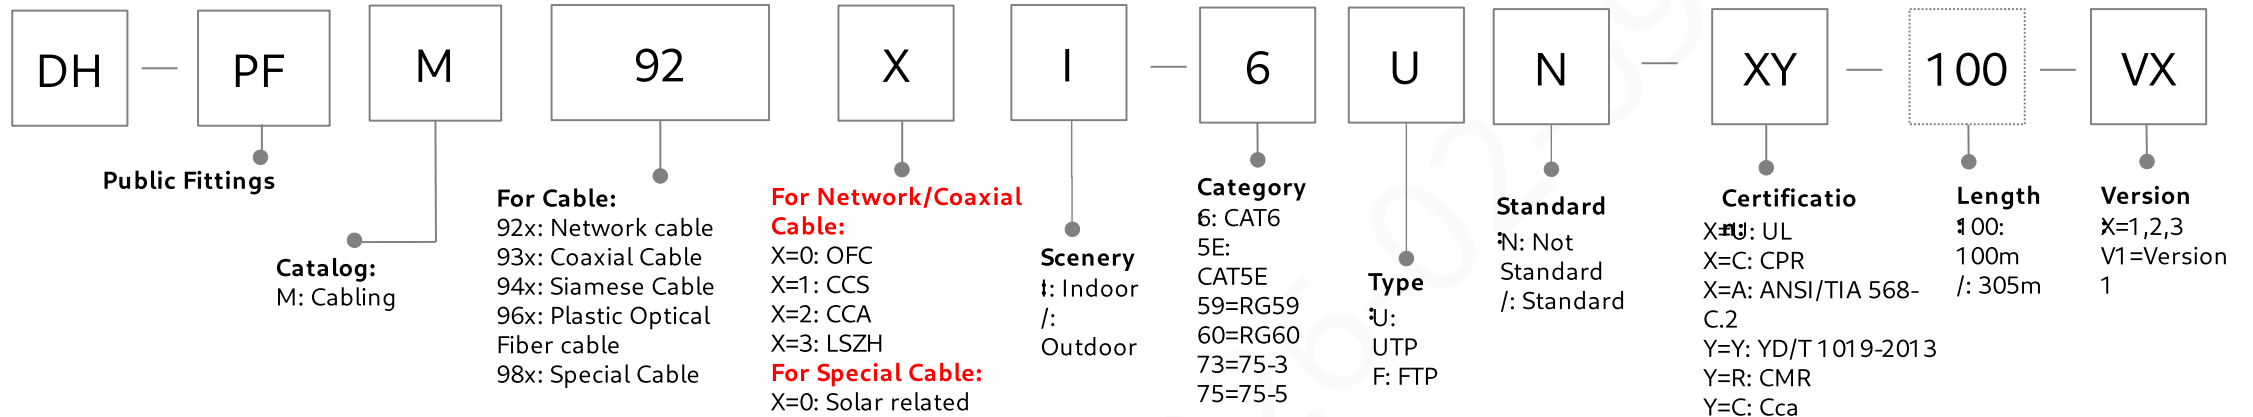 DH — PF M 92 X I — 6 U N — XY — 100 — VX
Public Fittings
Catalog:
M: Cabling
For Cable:
92x: Network cable
93x: Coaxial Cable
94x: Siamese Cable
96x: Plastic Optical
Fiber cable
98x: Special Cable
For Network/Coaxial
Cable:
X=0: OFC
X=1: CCS
X=2: CCA
X=3: LSZH
For Special Cable:
X=0: Solar related
Scenery
:
I: Indoor
/:
Outdoor
Category
:
6: CAT6
5E:
CAT5E
59=RG59
60=RG60
73=75-3
75=75-5
Type
:
U:
UTP
F: FTP
Standard
:
N: Not
Standard
/: Standard
Certificatio
n:
X=U: UL
X=C: CPR
X=A: ANSI/TIA 568-
C.2
Y=Y: YD/T 1019-2013
Y=R: CMR
Y=C: Cca
Length
:
100:
100m
/: 305m
Version
:
X=1,2,3
V1=Version
1